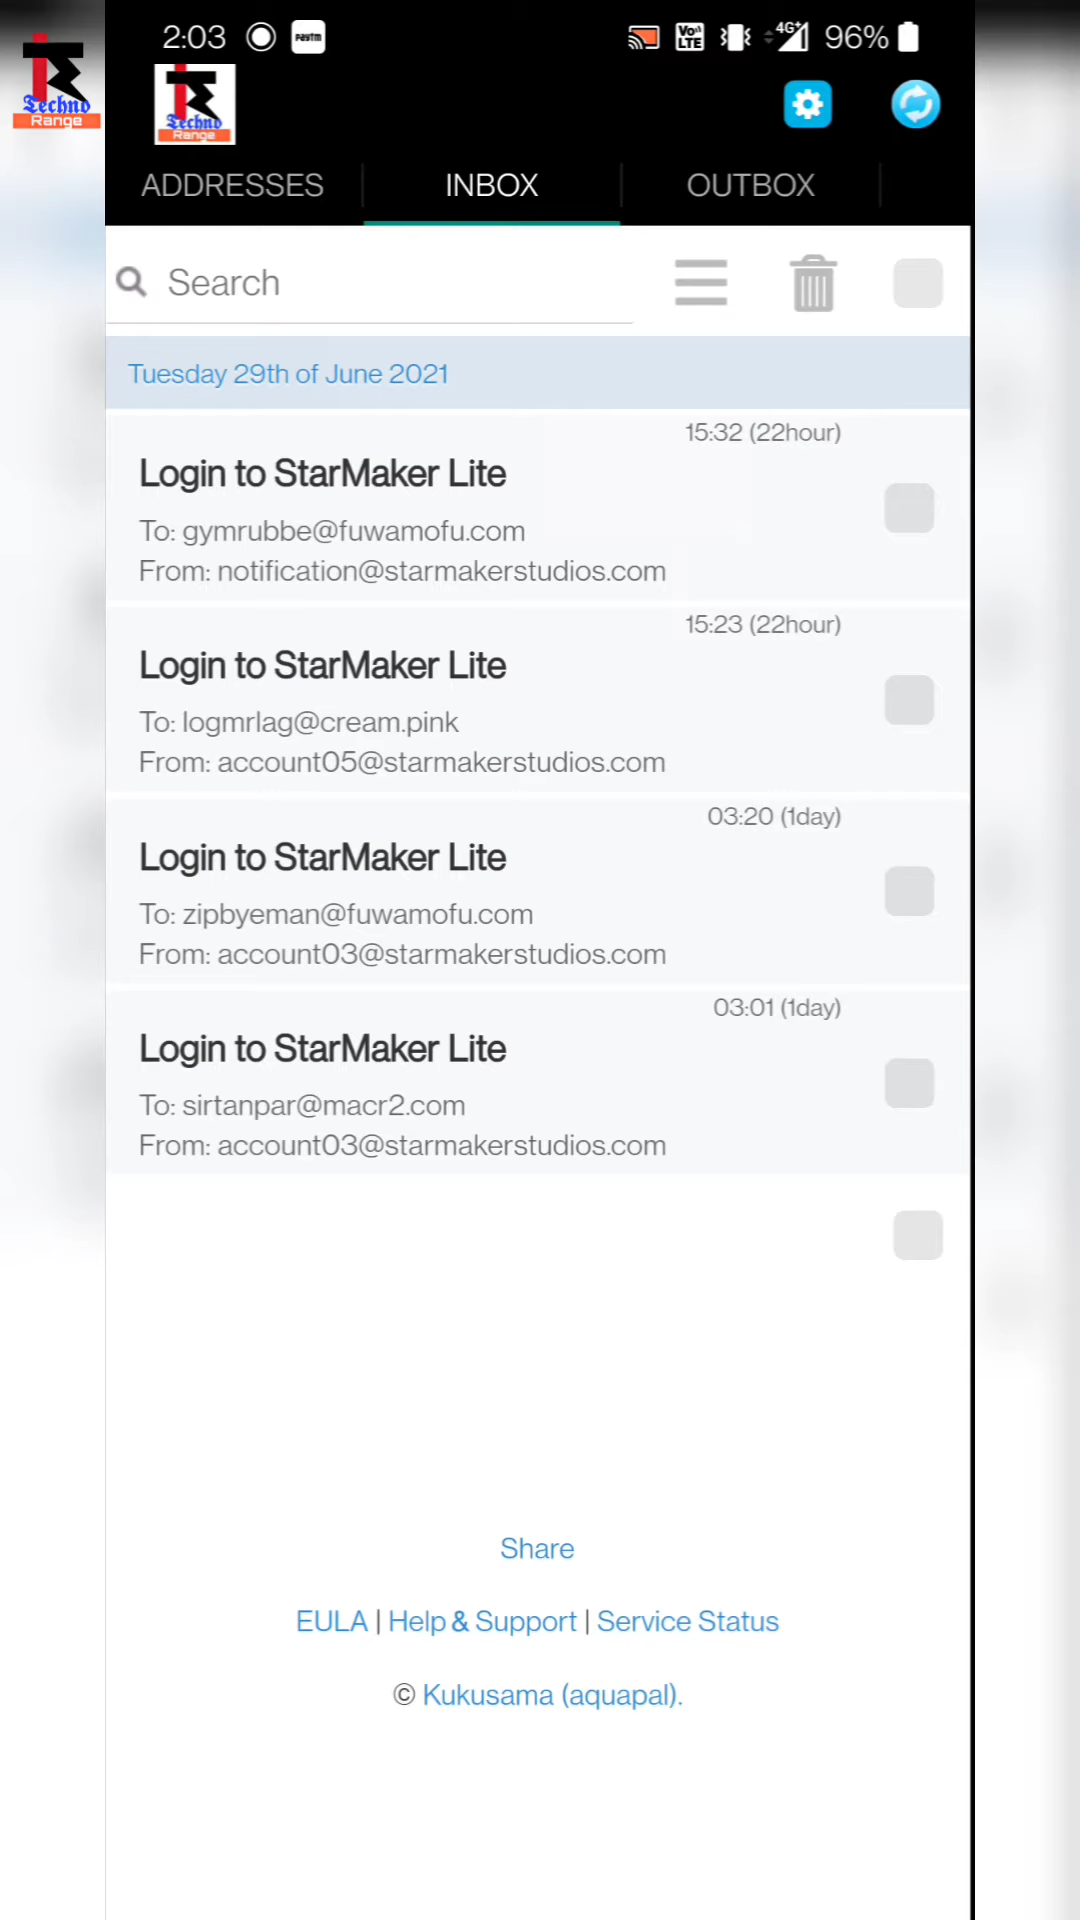 Techno
Range
2:03
paytm
Vo))
LTE
4G+
96%
Techno
Range
ADDRESSES
INBOX
OUTBOX
Search
Tuesday 29th of June 2021
15:32 (22hour)
Login to StarMaker Lite
To: gymrubbe@fuwamofu.com
From: notification@starmakerstudios.com
15:23 (22hour)
Login to StarMaker Lite
To: logmrlag@cream.pink
From: account05@starmakerstudios.com
03:20 (1day)
Login to StarMaker Lite
To: zipbyeman@fuwamofu.com
From: account03@starmakerstudios.com
03:01 (1day)
Login to StarMaker Lite
To: sirtanpar@macr2.com
From: account03@starmakerstudios.com
Share
EULA | Help & Support | Service Status
© Kukusama (aquapal).